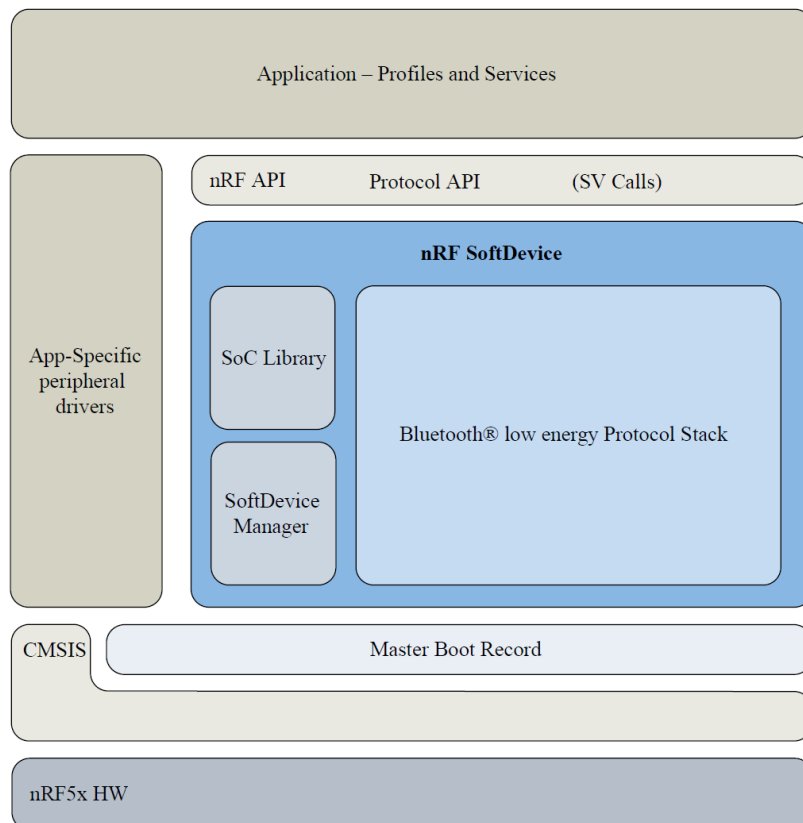 Application – Profiles and Services
nRF API Protocol API (SV Calls)
nRF SoftDevice
App-Specific
peripheral
drivers
SoC Library
Bluetooth® low energy Protocol Stack
SoftDevice
Manager
CMSIS
Master Boot Record
nRF5x HW